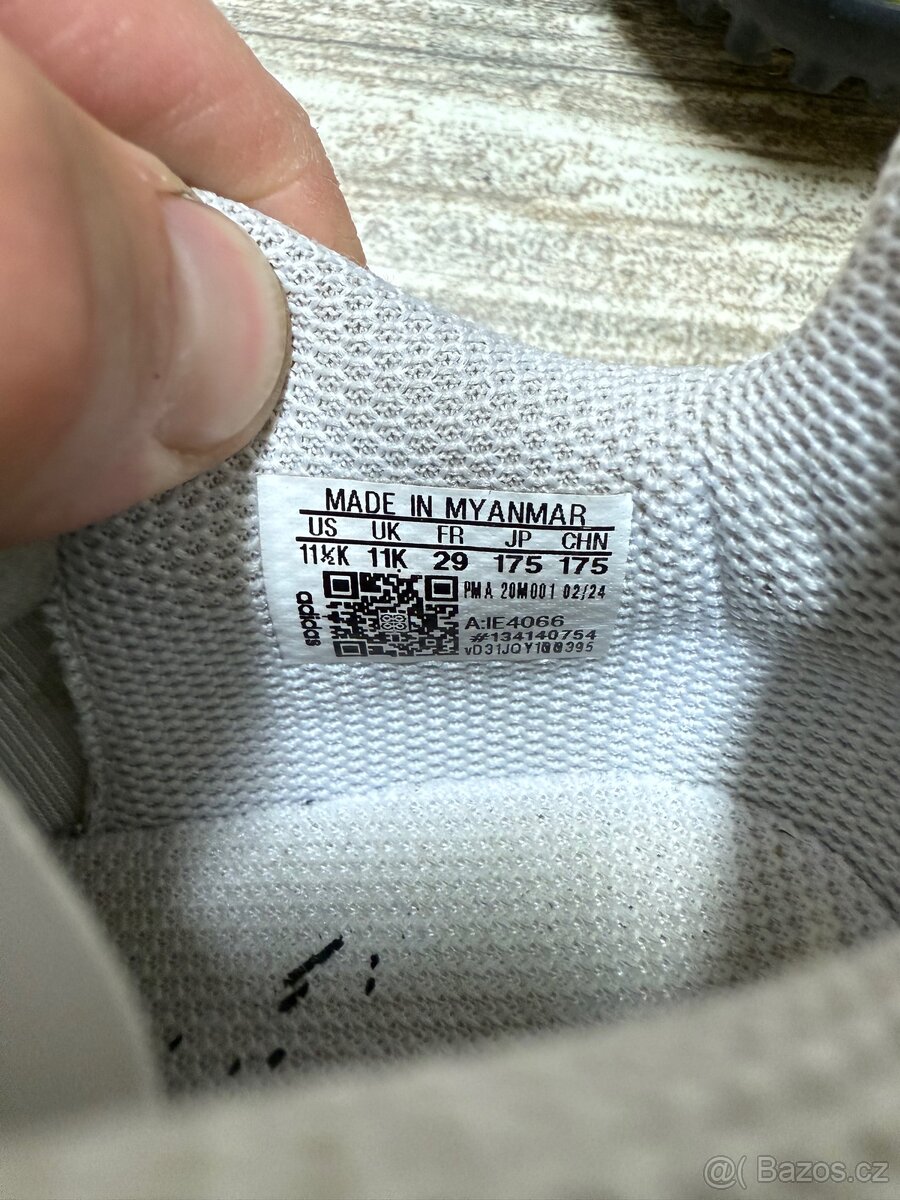 MADE IN MYANMAR
US UK FR JP CHN
11½K 11K 29 175 175
PMA 20M001 02/24
adidas
A:IE4066
#134140754
vD31JQY100395
@( Bazos.cz